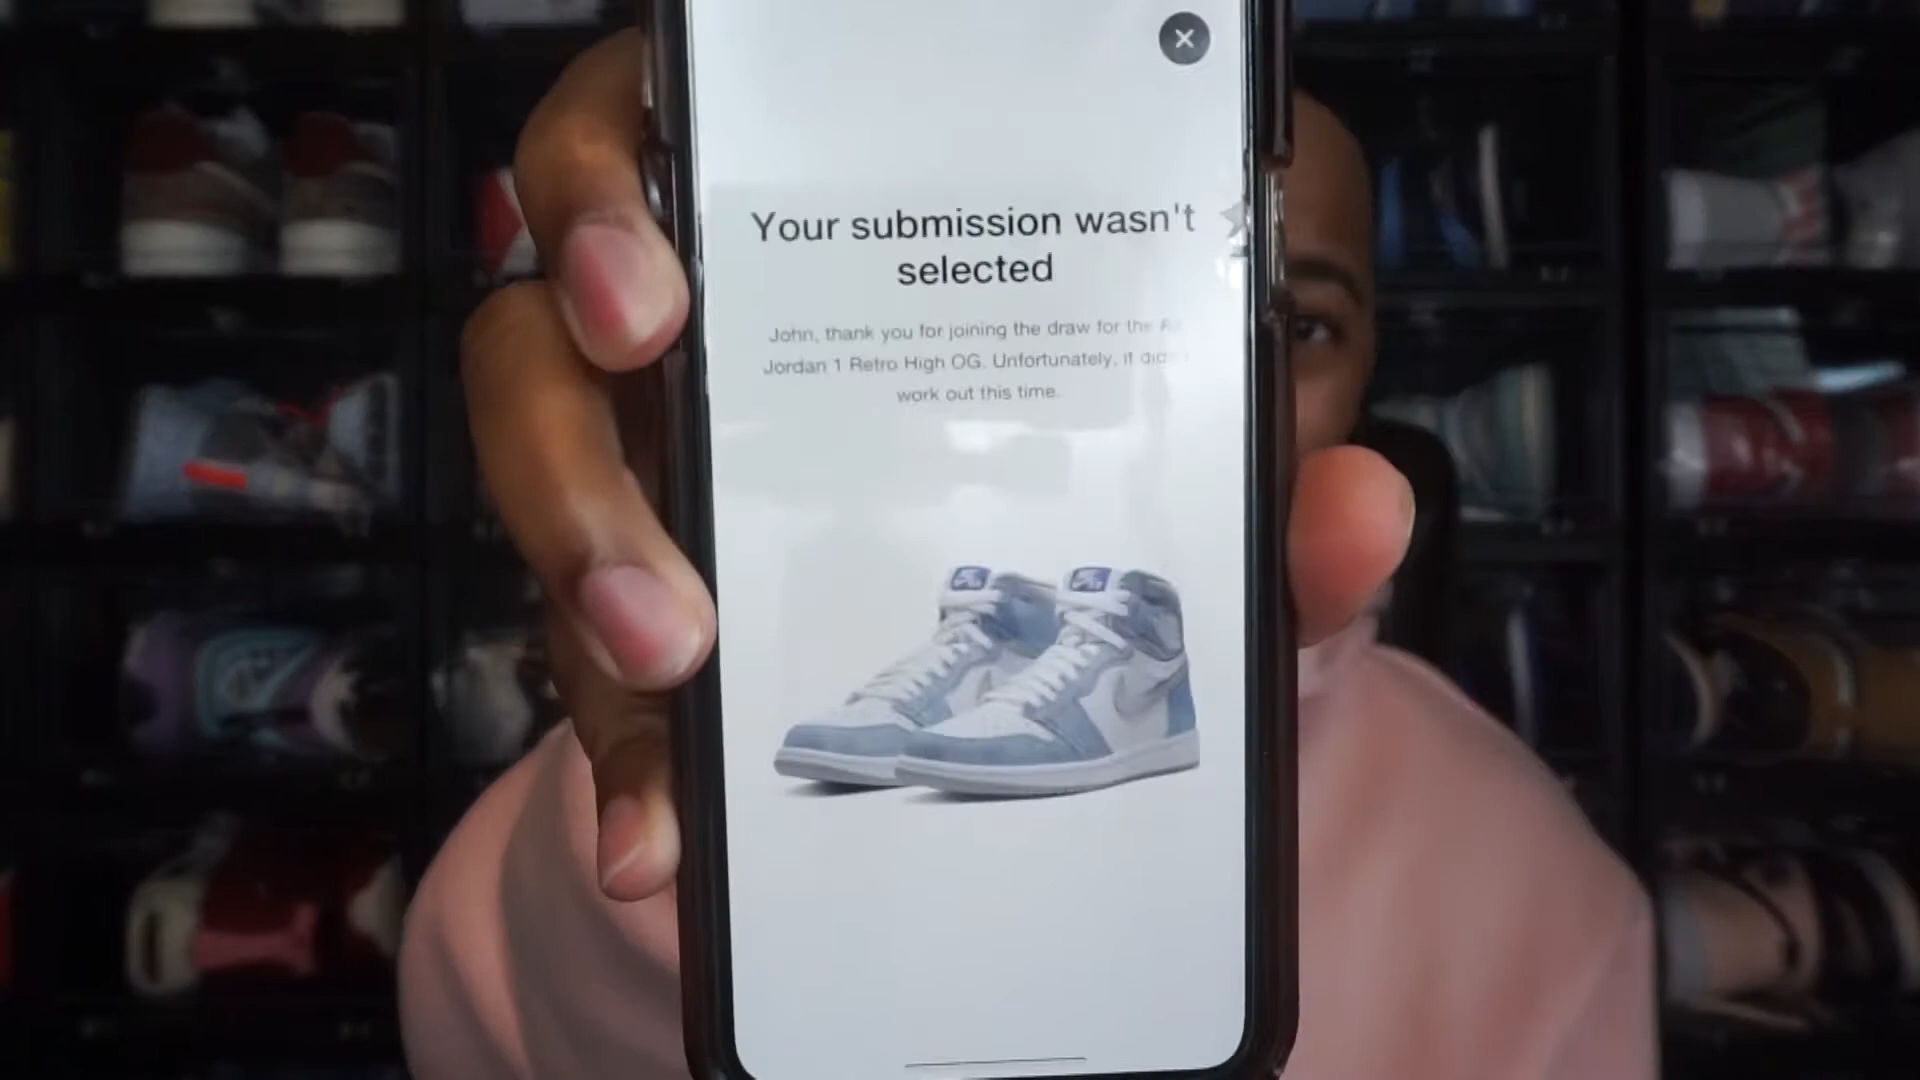 Your submission wasn't
selected
John, thank you for joining the draw for the
Jordan 1 Retro High OG. Unfortunately, it
work out this time.